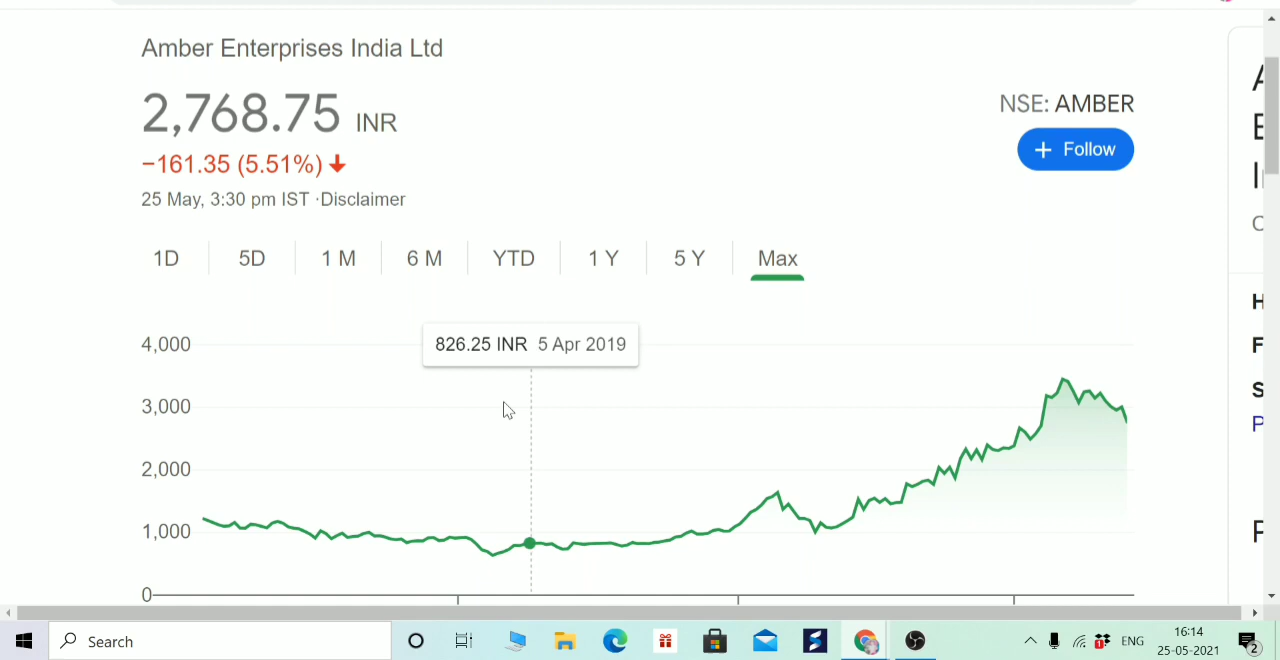 Amber Enterprises India Ltd
2,768.75 INR
NSE: AMBER
−161.35 (5.51%)
+ Follow
25 May, 3:30 pm IST ·Disclaimer
1D 5D 1 M 6 M YTD 1 Y 5 Y Max
826.25 INR 5 Apr 2019
4,000
3,000
2,000
1,000
0
Search
ENG
16:14
25-05-2021
2